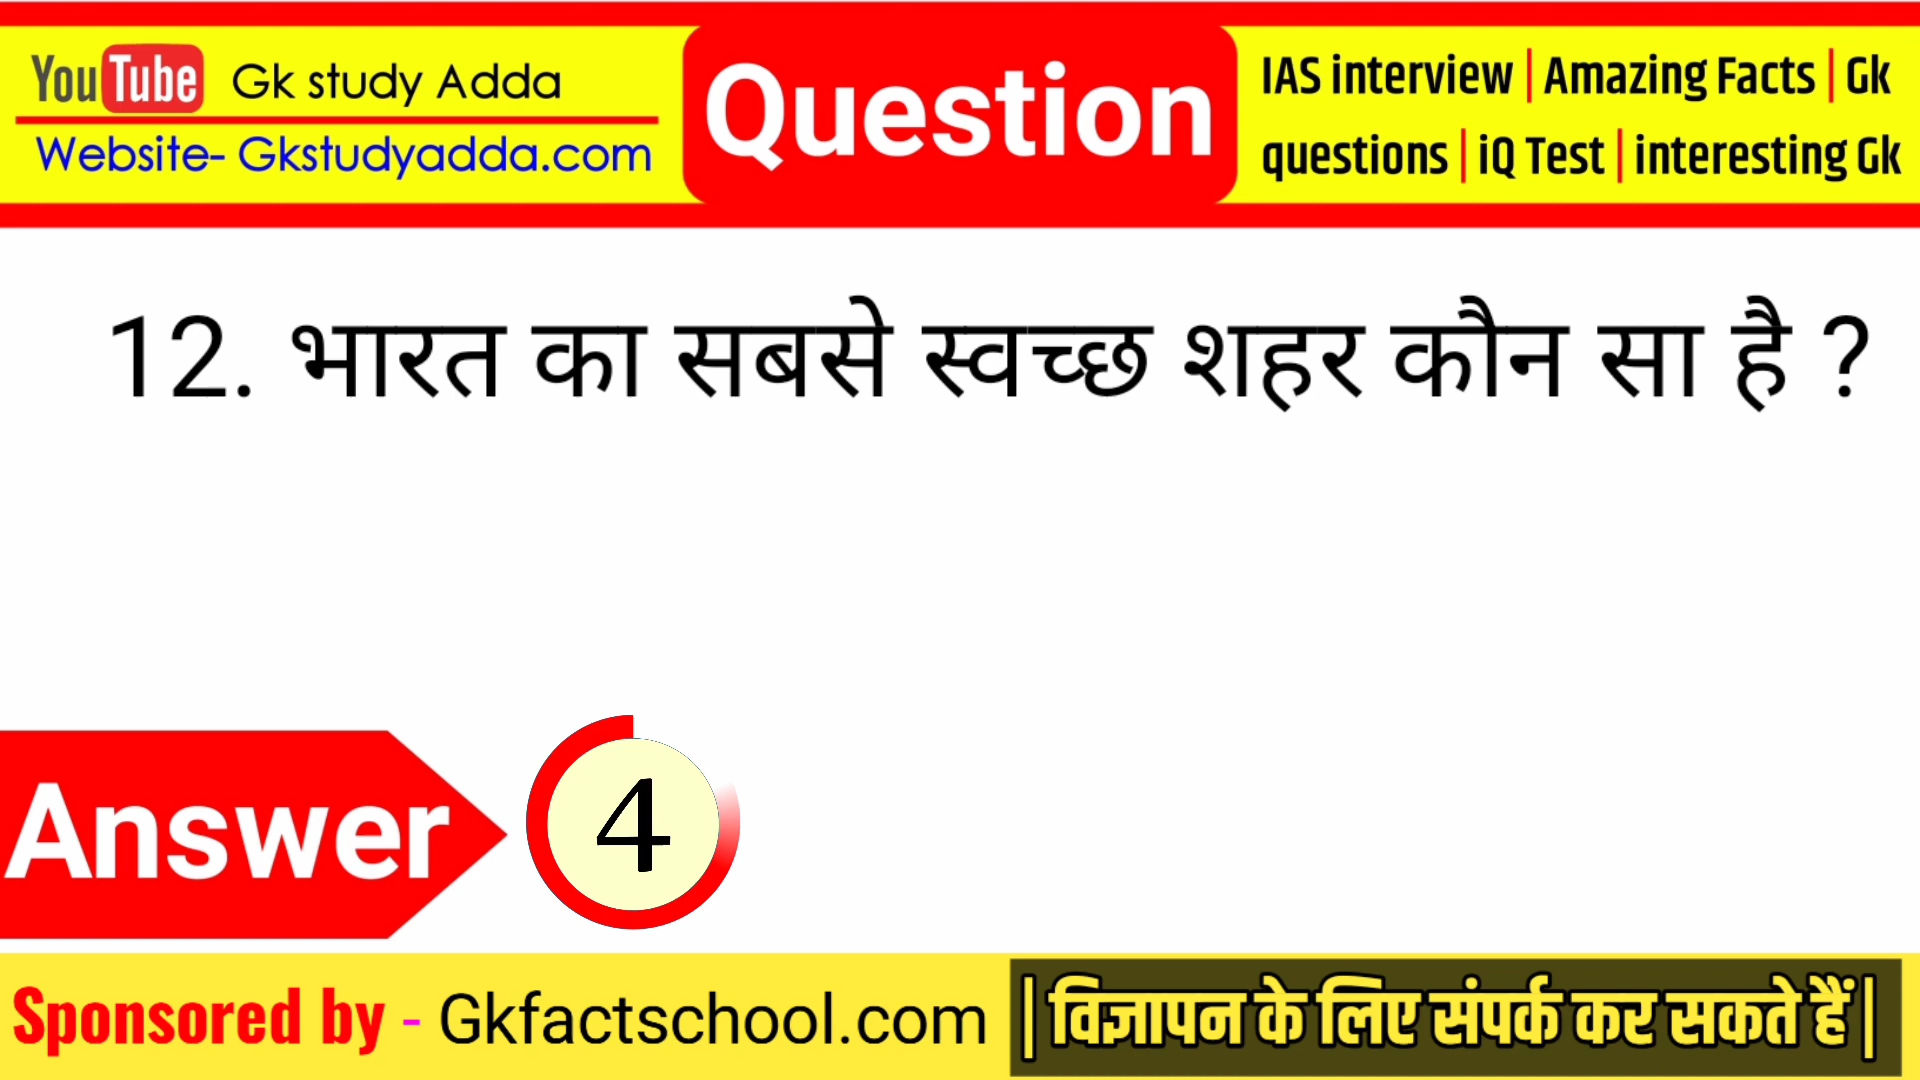 YouTube Gk study Adda
Website- Gkstudyadda.com
Question
IAS interview | Amazing Facts | Gk
questions | iQ Test | interesting Gk
12. भारत का सबसे स्वच्छ शहर कौन सा है ?
Answer
4
Sponsored by - Gkfactschool.com
| विज्ञापन के लिए संपर्क कर सकते हैं |